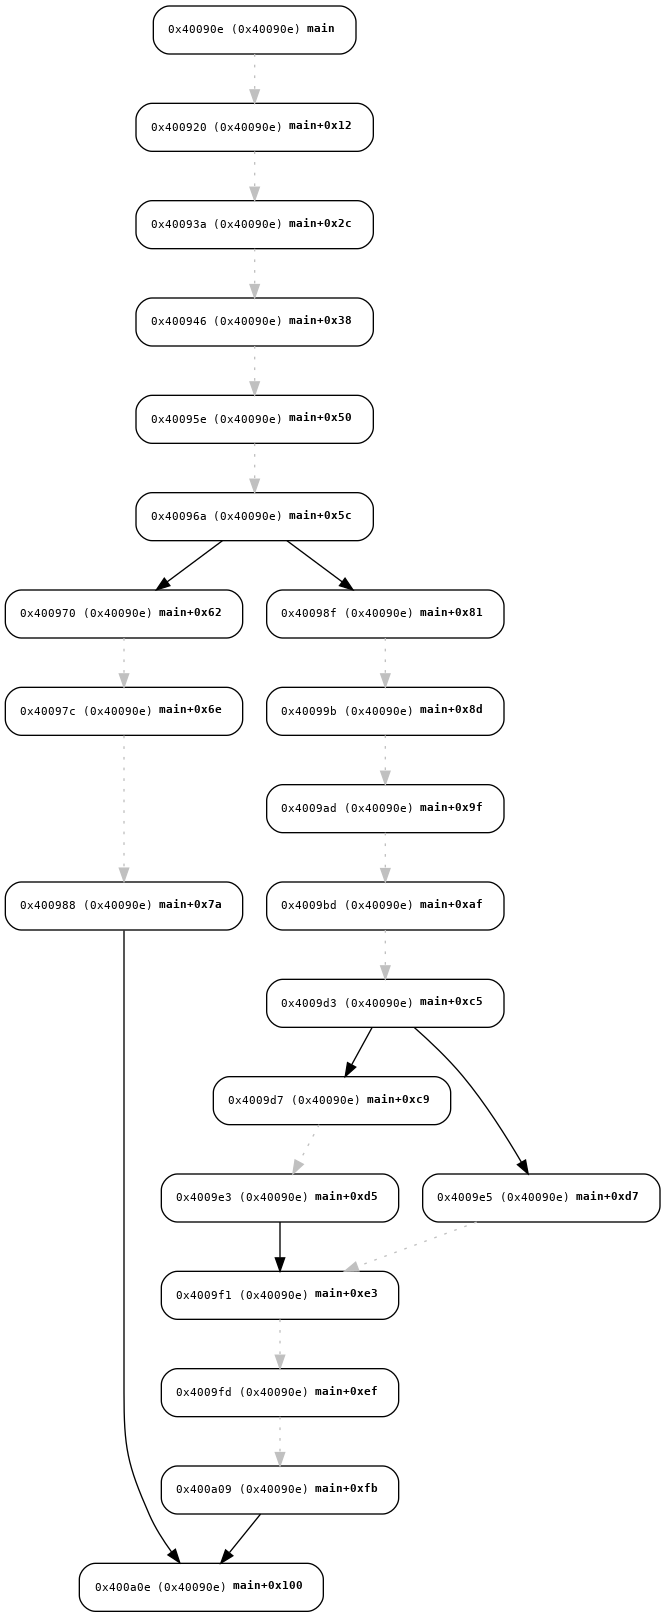 0x40090e (0x40090e) main
0x400920 (0x40090e) main+0x12
0x40093a (0x40090e) main+0x2c
0x400946 (0x40090e) main+0x38
0x40095e (0x40090e) main+0x50
0x40096a (0x40090e) main+0x5c
0x400970 (0x40090e) main+0x62
0x40098f (0x40090e) main+0x81
0x40097c (0x40090e) main+0x6e
0x40099b (0x40090e) main+0x8d
0x4009ad (0x40090e) main+0x9f
0x400988 (0x40090e) main+0x7a
0x4009bd (0x40090e) main+0xaf
0x4009d3 (0x40090e) main+0xc5
0x4009d7 (0x40090e) main+0xc9
0x4009e3 (0x40090e) main+0xd5
0x4009e5 (0x40090e) main+0xd7
0x4009f1 (0x40090e) main+0xe3
0x4009fd (0x40090e) main+0xef
0x400a09 (0x40090e) main+0xfb
0x400a0e (0x40090e) main+0x100